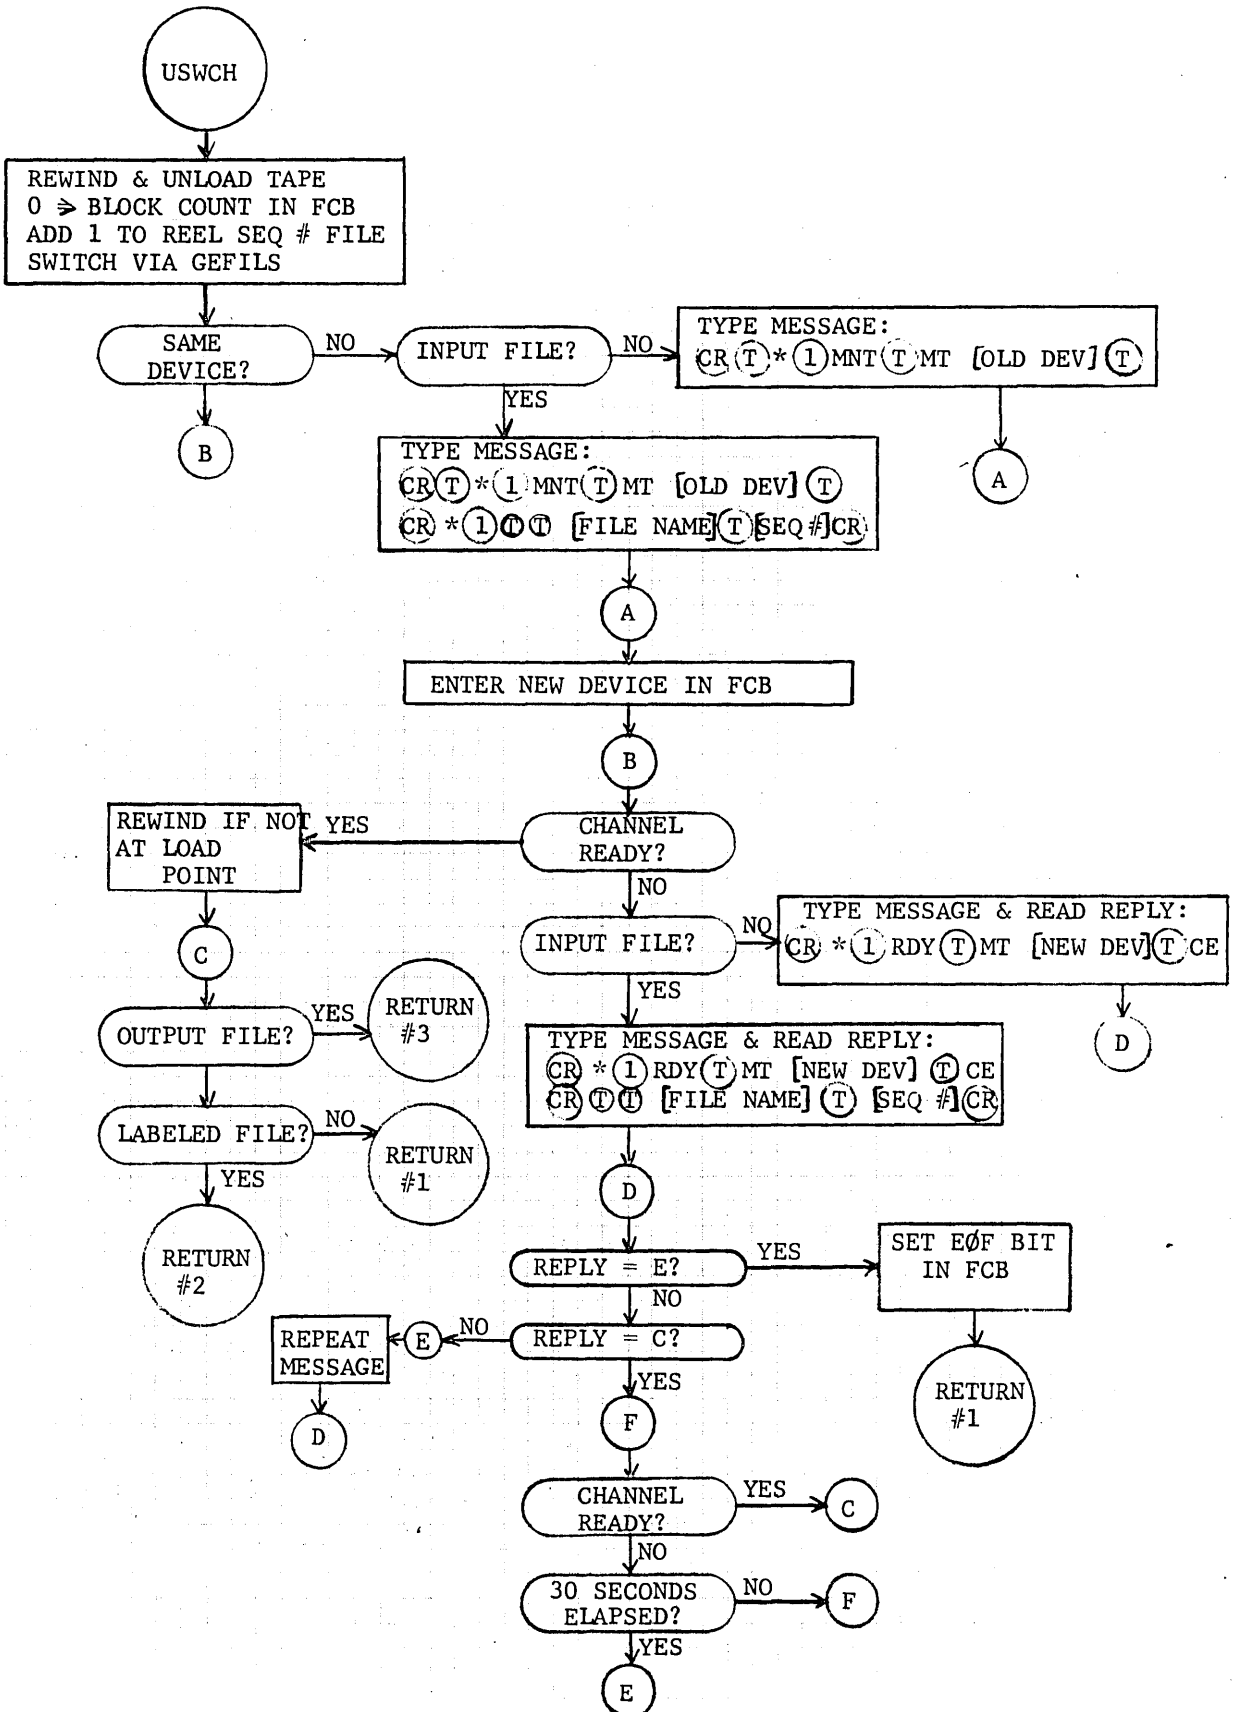 USWCH
REWIND & UNLOAD TAPE
0 ⋟ BLOCK COUNT IN FCB
ADD 1 TO REEL SEQ # FILE
SWITCH VIA GEFILS
SAME
DEVICE?
NO
INPUT FILE?
NO
TYPE MESSAGE:
CR T * 1 MNT T MT [OLD DEV] T
B
YES
TYPE MESSAGE:
CR T * 1 MNT T MT [OLD DEV] T
CR * 1 T T [FILE NAME] T [SEQ #] CR
A
A
ENTER NEW DEVICE IN FCB
B
CHANNEL
READY?
YES
REWIND IF NOT
AT LOAD
POINT
NO
INPUT FILE?
NO
TYPE MESSAGE & READ REPLY:
CR * 1 RDY T MT [NEW DEV] T CE
D
C
YES
OUTPUT FILE?
YES
RETURN
#3
TYPE MESSAGE & READ REPLY:
CR * 1 RDY T MT [NEW DEV] T CE
CR T T [FILE NAME] T [SEQ #] CR
LABELED FILE?
NO
RETURN
#1
YES
RETURN
#2
D
REPLY = E?
YES
SET EØF BIT
IN FCB
RETURN
#1
NO
REPLY = C?
NO
E
REPEAT
MESSAGE
D
YES
F
CHANNEL
READY?
YES
C
NO
30 SECONDS
ELAPSED?
NO
F
YES
E